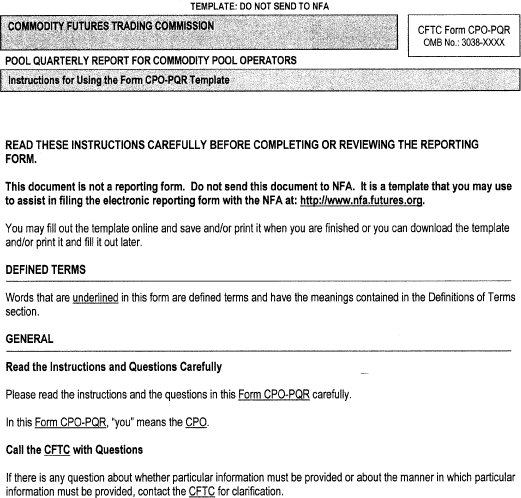 TEMPLATE: DO NOT SEND TO NFA
COMMODITY FUTURES TRADING COMMISSION
CFTC Form CPO-PQR
OMB No.: 3038-XXXX
POOL QUARTERLY REPORT FOR COMMODITY POOL OPERATORS
Instructions for Using the Form CPO-PQR Template
READ THESE INSTRUCTIONS CAREFULLY BEFORE COMPLETING OR REVIEWING THE REPORTING
FORM.
This document is not a reporting form. Do not send this document to NFA. It is a template that you may use
to assist in filing the electronic reporting form with the NFA at: http://www.nfa.futures.org.
You may fill out the template online and save and/or print it when you are finished or you can download the template
and/or print it and fill it out later.
DEFINED TERMS
Words that are underlined in this form are defined terms and have the meanings contained in the Definitions of Terms
section.
GENERAL
Read the Instructions and Questions Carefully
Please read the instructions and the questions in this Form CPO-PQR carefully.
In this Form CPO-PQR, "you" means the CPO.
Call the CFTC with Questions
If there is any question about whether particular information must be provided or about the manner in which particular
information must be provided, contact the CFTC for clarification.